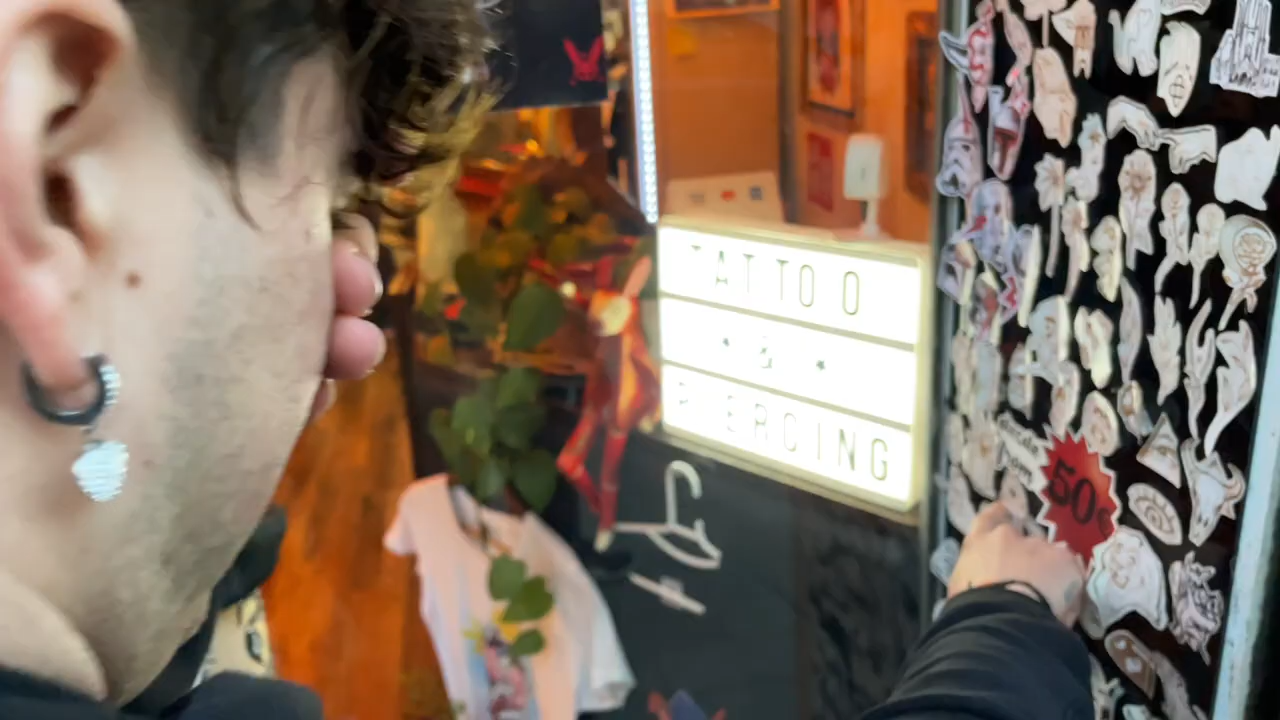 TATTOO
* & *
PIERCING
50€